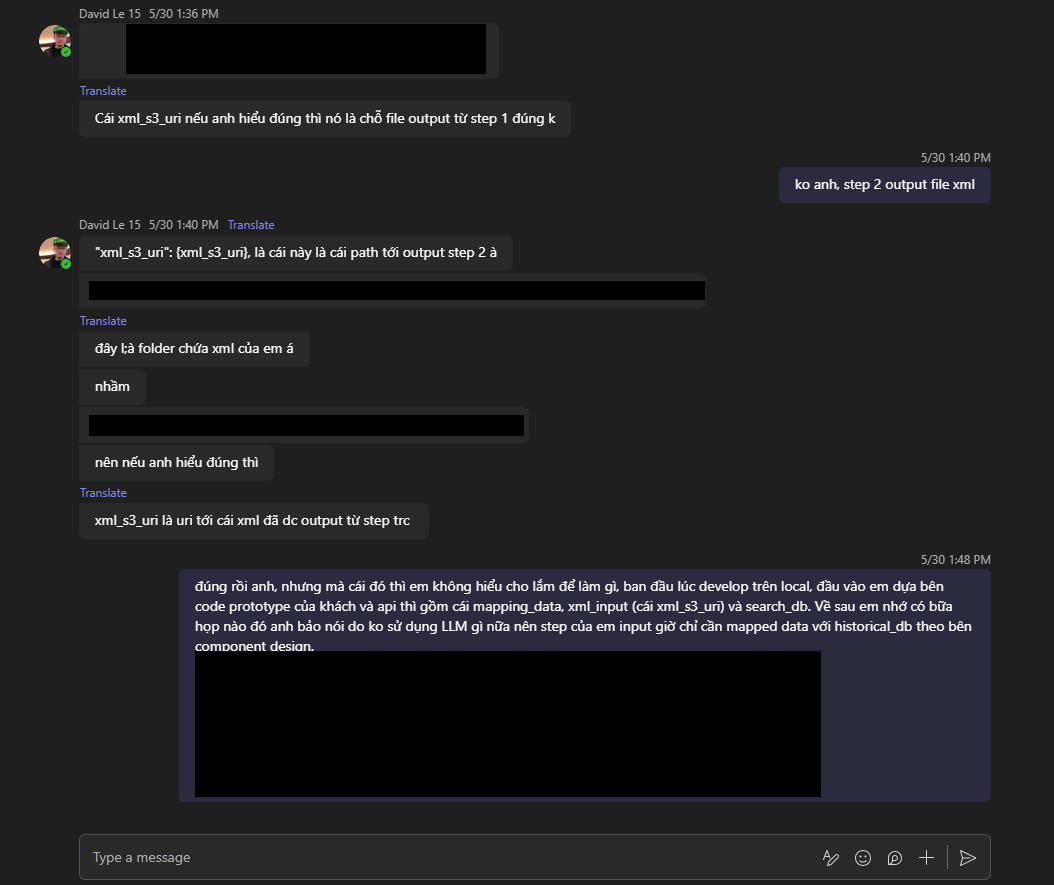 David Le 15 5/30 1:36 PM
Translate
Cái xml_s3_uri nếu anh hiểu đúng thì nó là chỗ file output từ step 1 đúng k
5/30 1:40 PM
ko anh, step 2 output file xml
David Le 15 5/30 1:40 PM Translate
"xml_s3_uri": {xml_s3_uri}, là cái này là cái path tới output step 2 à
Translate
đây l;à folder chứa xml của em á
nhầm
nên nếu anh hiểu đúng thì
Translate
xml_s3_uri là uri tới cái xml đã dc output từ step trc
5/30 1:48 PM
đúng rồi anh, nhưng mà cái đó thì em không hiểu cho lắm để làm gì, ban đầu lúc develop trên local, đầu vào em dựa bên
code prototype của khách và api thì gồm cái mapping_data, xml_input (cái xml_s3_uri) và search_db. Về sau em nhớ có bữa
họp nào đó anh bảo nói do ko sử dụng LLM gì nữa nên step của em input giờ chỉ cần mapped data với historical_db theo bên
component design.
Type a message